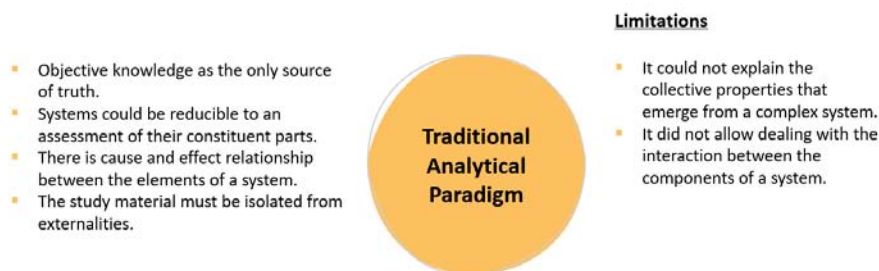 ▪ Objective knowledge as the only source
of truth.
▪ Systems could be reducible to an
assessment of their constituent parts.
▪ There is cause and effect relationship
between the elements of a system.
▪ The study material must be isolated from
externalities.
Traditional
Analytical
Paradigm
Limitations
▪ It could not explain the
collective properties that
emerge from a complex system.
▪ It did not allow dealing with the
interaction between the
components of a system.